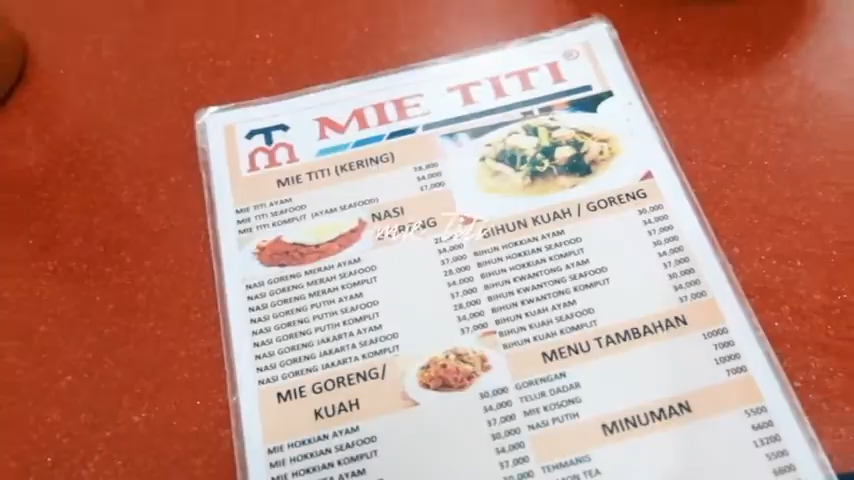 TM
MIE TITI®
MIE TITI (KERING)
MIE TITI AYAM 28,000
MIE TITI SEAFOOD 34,000
MIE TITI KOMPLIT (AYAM SEAFOOD) 37,000
Mie Titi
NASI
GORENG
NASI GORENG MERAH AYAM
NASI GORENG MERAH SEAFOOD 34,000
NASI GORENG MERAH KOMPLIT 37,000
NASI GORENG PUTIH AYAM 28,000
NASI GORENG PUTIH SEAFOOD 34,000
NASI GORENG PUTIH KOMPLIT 37,000
NASI GORENG JAKARTA AYAM 28,000
NASI GORENG JAKARTA SEAFOOD 34,000
NASI GORENG JAKARTA KOMPLIT 37,000
MIE GORENG/
KUAH
MIE HOKKIAN AYAM 30,000
MIE HOKKIAN SEAFOOD 34,000
MIE HOKKIAN KOMPLIT 37,000
30,000
34,000
37,000
30,000
BIHUN KUAH / GORENG
BIHUN HOKKIAN AYAM 30,000
BIHUN HOKKIAN SEAFOOD 34,000
BIHUN HOKKIAN KOMPLIT 37,000
BIHUN KWANTONG AYAM 30,000
BIHUN KWANTONG SEAFOOD 34,000
BIHUN KWANTONG KOMPLIT 37,000
BIHUN KUAH AYAM 30,000
BIHUN KUAH SEAFOOD 34,000
BIHUN KUAH KOMPLIT 37,000
MENU TAMBAHAN
GORENGAN 10000
TELUR DADAR 7000
MIE KOSONG 10000
NASI PUTIH 7000
MINUMAN
TEHMANIS 5500
TEA 6600
13200
5500
6600